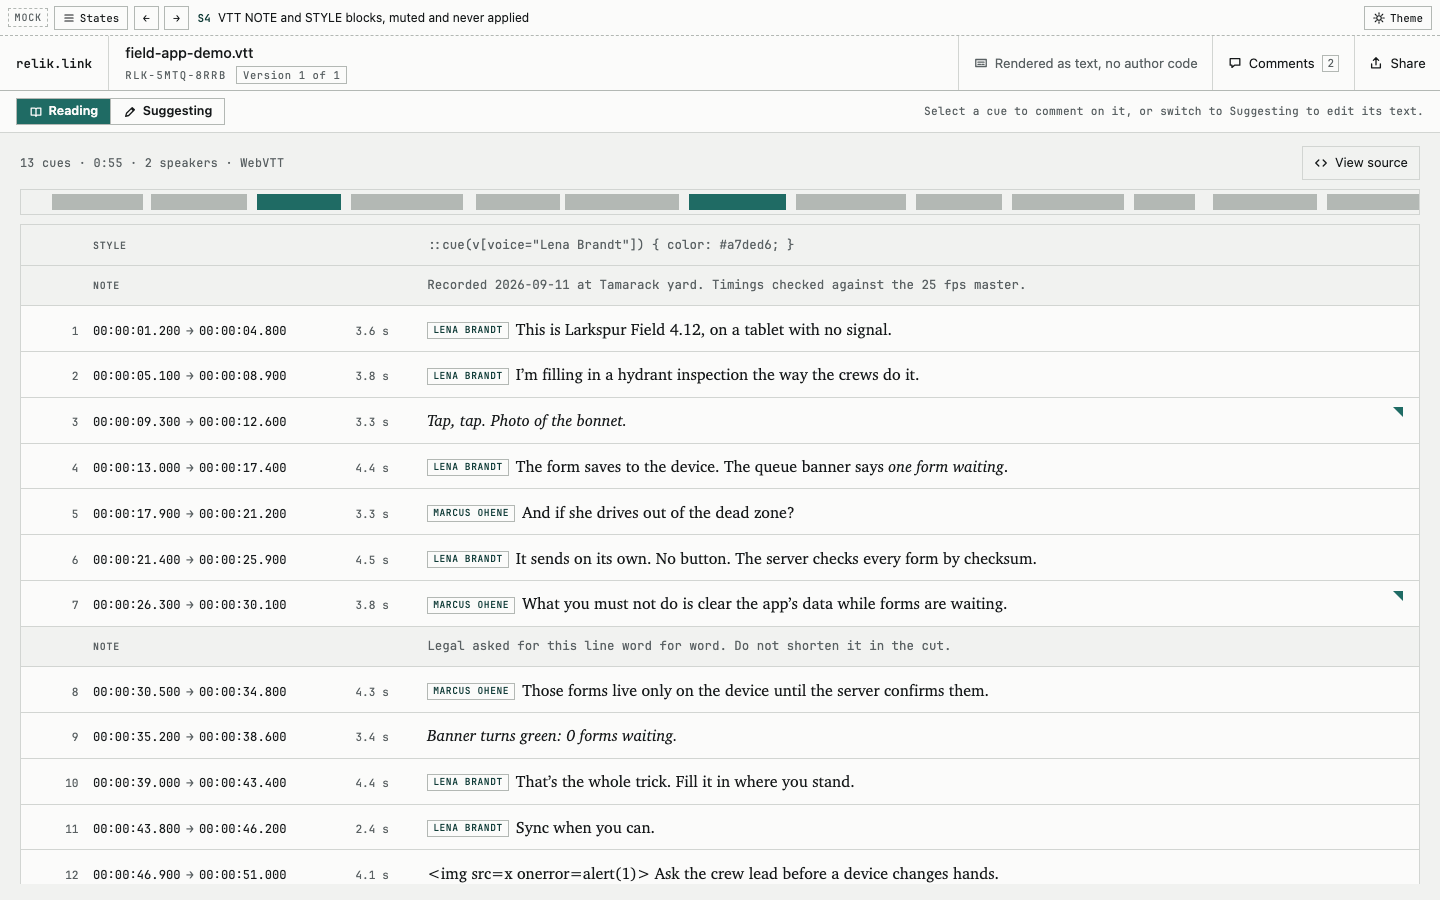 MOCK States ← → S4 VTT NOTE and STYLE blocks, muted and never applied Theme
relik.link field-app-demo.vtt RLK-5MTQ-8RRB Version 1 of 1 Rendered as text, no author code Comments 2 Share
Reading Suggesting Select a cue to comment on it, or switch to Suggesting to edit its text.
13 cues · 0:55 · 2 speakers · WebVTT View source
STYLE ::cue(v[voice="Lena Brandt"]) { color: #a7ded6; }
NOTE Recorded 2026-09-11 at Tamarack yard. Timings checked against the 25 fps master.
1 00:00:01.200 → 00:00:04.800 3.6 s LENA BRANDT This is Larkspur Field 4.12, on a tablet with no signal.
2 00:00:05.100 → 00:00:08.900 3.8 s LENA BRANDT I’m filling in a hydrant inspection the way the crews do it.
3 00:00:09.300 → 00:00:12.600 3.3 s Tap, tap. Photo of the bonnet.
4 00:00:13.000 → 00:00:17.400 4.4 s LENA BRANDT The form saves to the device. The queue banner says one form waiting.
5 00:00:17.900 → 00:00:21.200 3.3 s MARCUS OHENE And if she drives out of the dead zone?
6 00:00:21.400 → 00:00:25.900 4.5 s LENA BRANDT It sends on its own. No button. The server checks every form by checksum.
7 00:00:26.300 → 00:00:30.100 3.8 s MARCUS OHENE What you must not do is clear the app’s data while forms are waiting.
NOTE Legal asked for this line word for word. Do not shorten it in the cut.
8 00:00:30.500 → 00:00:34.800 4.3 s MARCUS OHENE Those forms live only on the device until the server confirms them.
9 00:00:35.200 → 00:00:38.600 3.4 s Banner turns green: 0 forms waiting.
10 00:00:39.000 → 00:00:43.400 4.4 s LENA BRANDT That’s the whole trick. Fill it in where you stand.
11 00:00:43.800 → 00:00:46.200 2.4 s LENA BRANDT Sync when you can.
12 00:00:46.900 → 00:00:51.000 4.1 s <img src=x onerror=alert(1)> Ask the crew lead before a device changes hands.